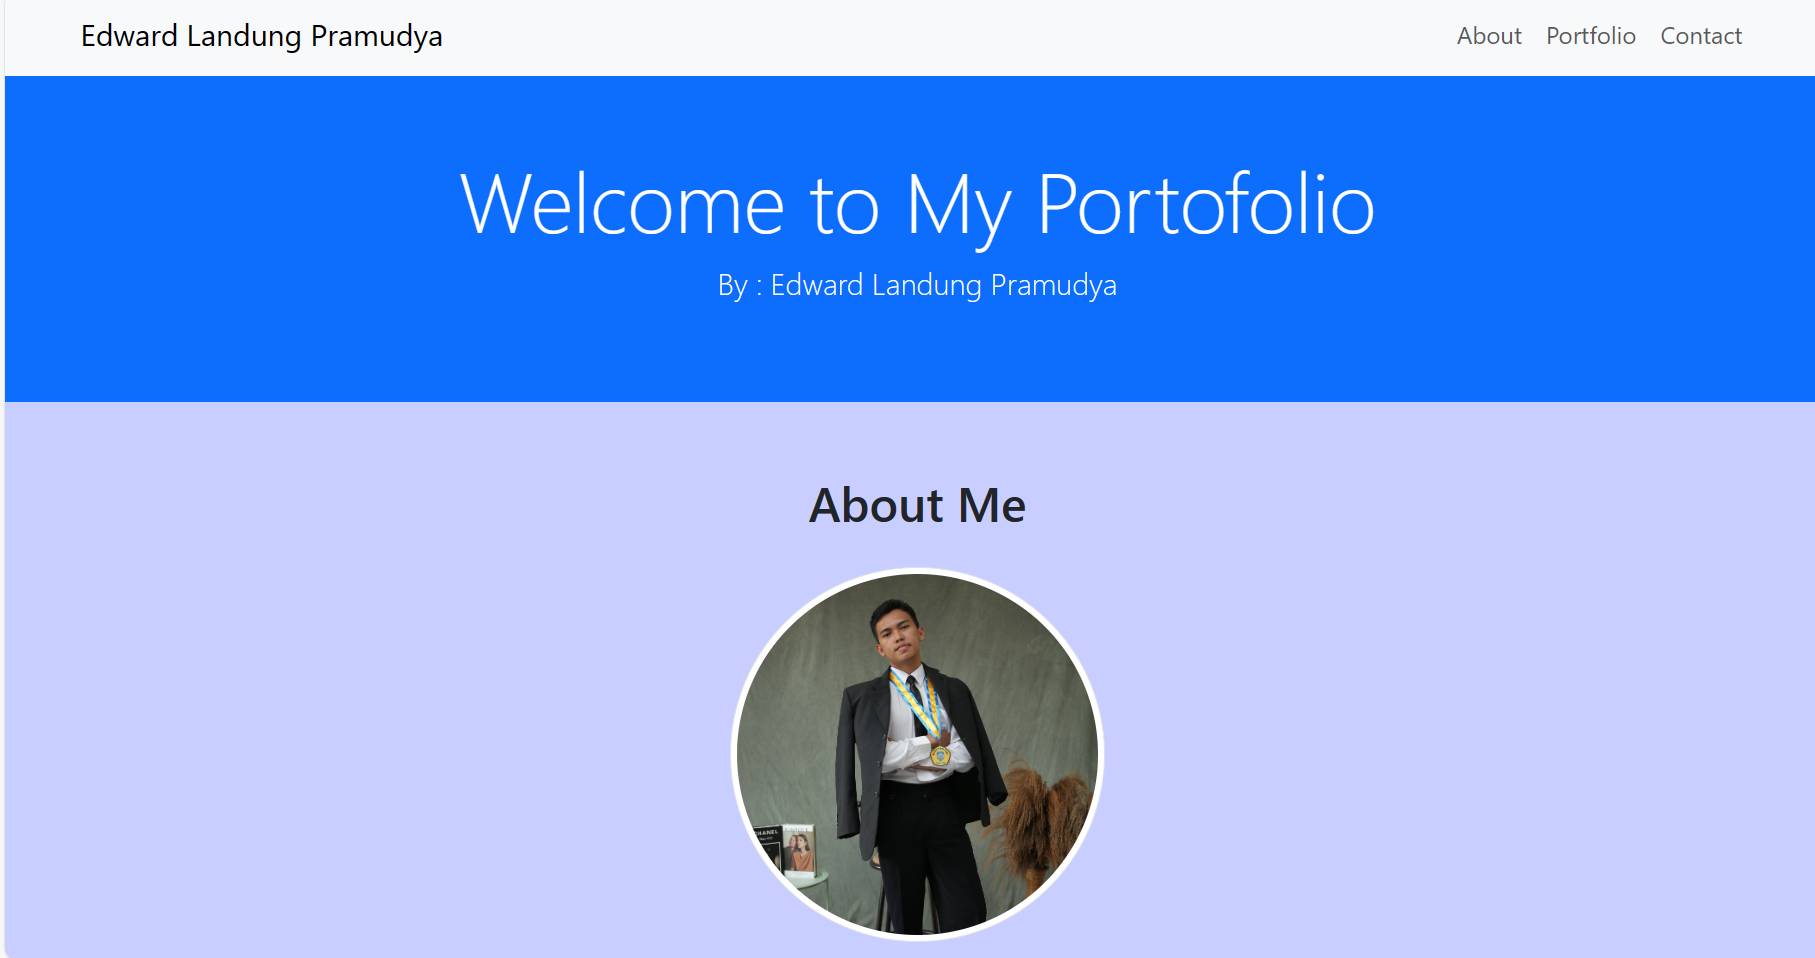 Edward Landung Pramudya
About Portfolio Contact
Welcome to My Portofolio
By : Edward Landung Pramudya
About Me
CHANEL